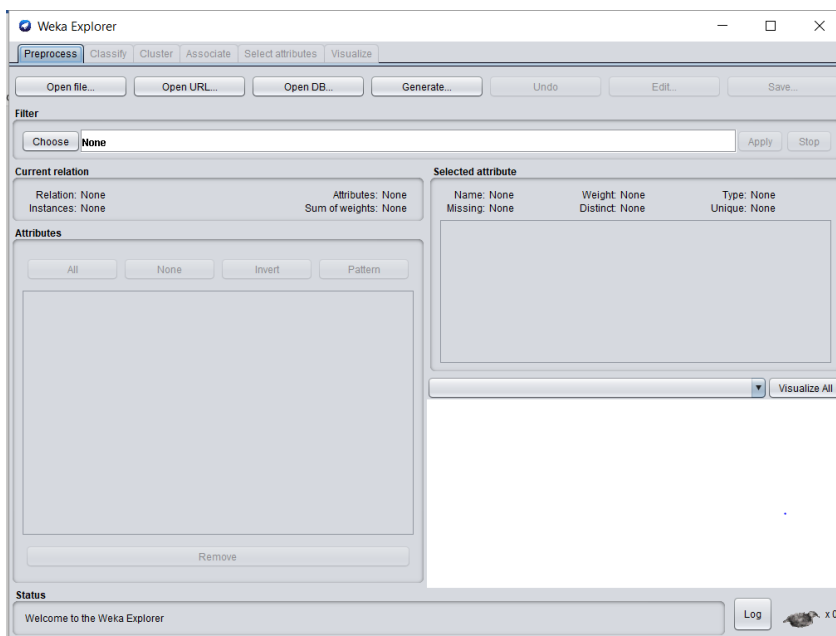 Weka Explorer
Preprocess Classify Cluster Associate Select attributes Visualize
Open file... Open URL... Open DB... Generate... Undo Edit... Save...
Filter
Choose None Apply Stop
Current relation
Relation: None Attributes: None
Instances: None Sum of weights: None
Selected attribute
Name: None Weight: None Type: None
Missing: None Distinct: None Unique: None
Attributes
All None Invert Pattern
Visualize All
Remove
Status
Welcome to the Weka Explorer
Log x 0